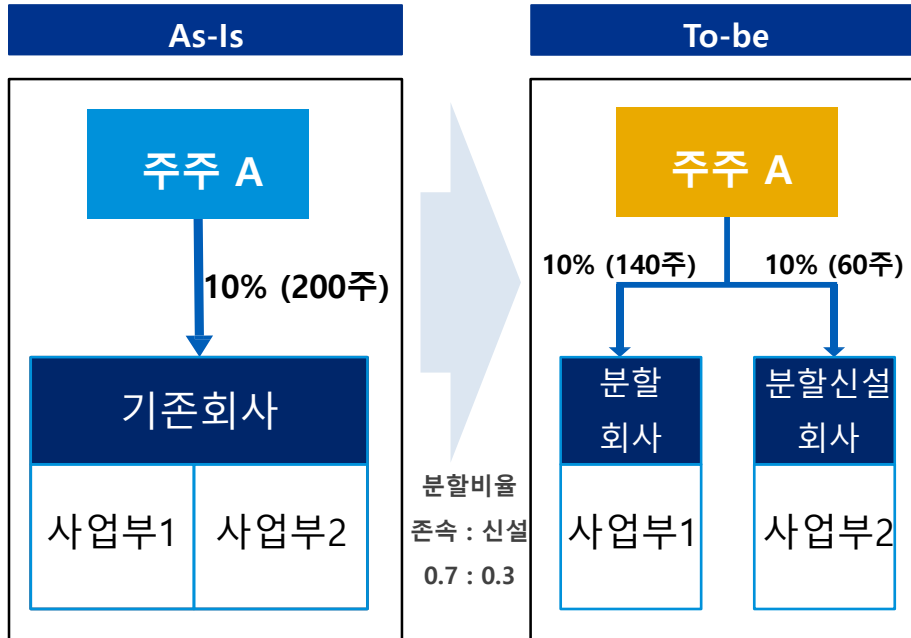 As-Is
주주 A
10% (200주)
기존회사
사업부1
사업부2
분할비율
존속 : 신설
0.7 : 0.3
To-be
주주 A
10% (140주)
10% (60주)
분할
회사
분할신설
회사
사업부1
사업부2